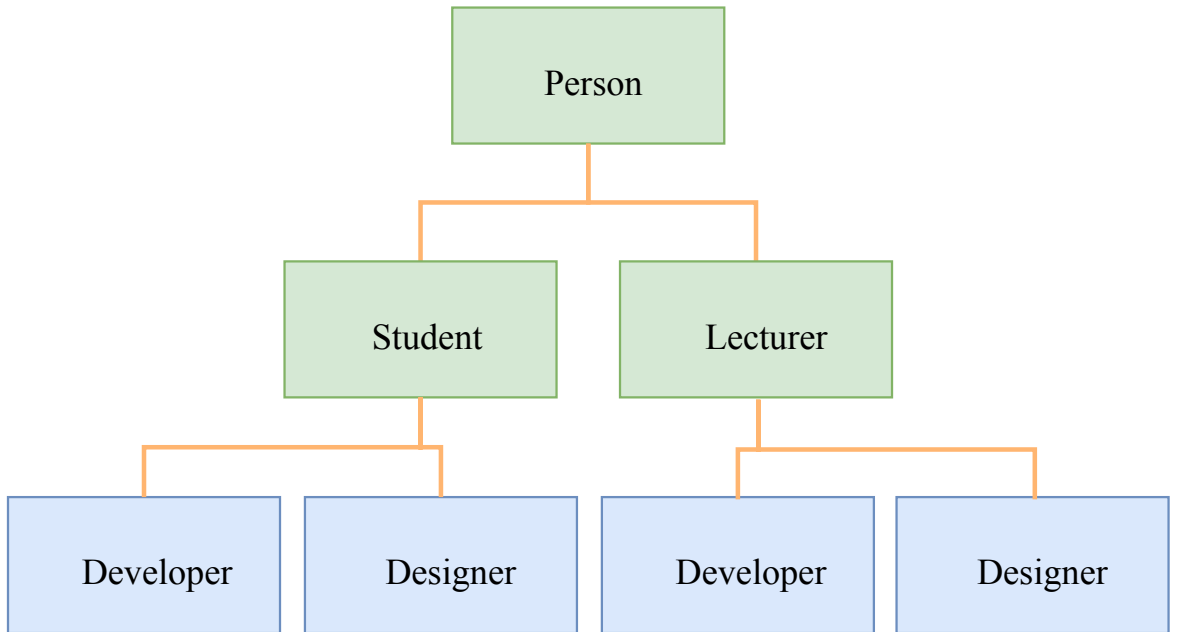 Person
Student
Lecturer
Developer
Designer
Developer
Designer